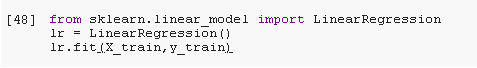 [48] from sklearn.linear_model import LinearRegression
lr = LinearRegression()
lr.fit(X_train,y_train)